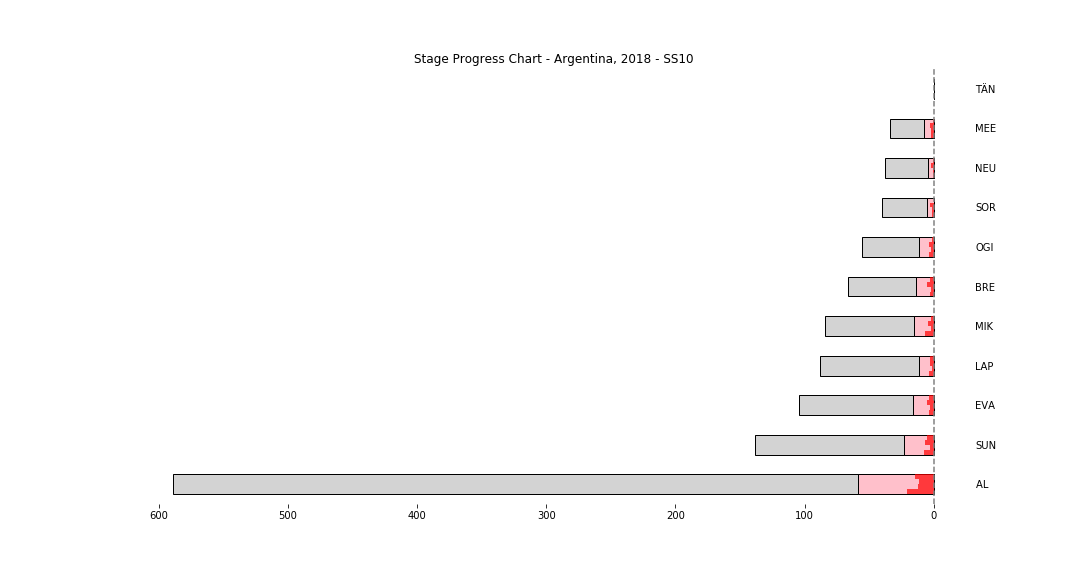 Stage Progress Chart - Argentina, 2018 - SS10
TÄN
MEE
NEU
SOR
OGI
BRE
MIK
LAP
EVA
SUN
AL
600 500 400 300 200 100 0